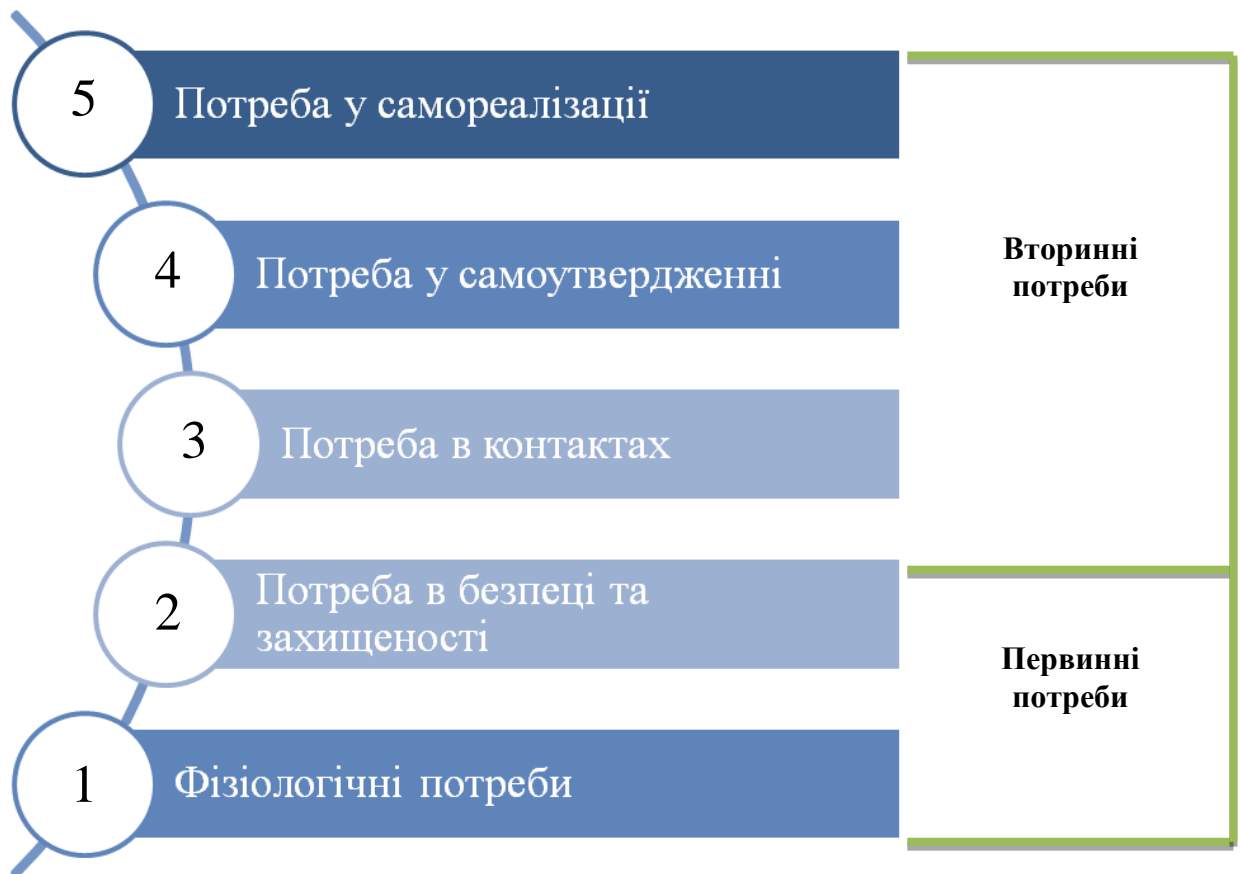 5
Потреба у самореалізації
4
Потреба у самоутвердженні
Вторинні
потреби
3
Потреба в контактах
2
Потреба в безпеці та
захищеності
Первинні
потреби
1
Фізіологічні потреби